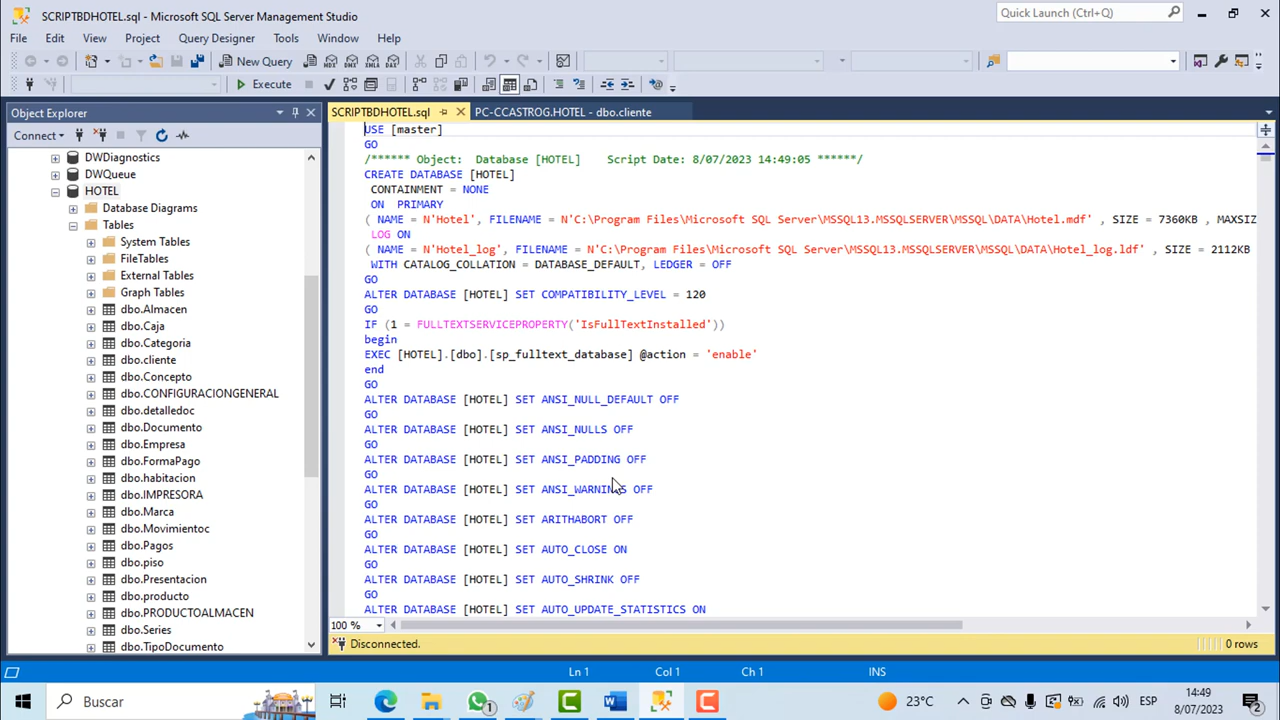 SCRIPTBDHOTEL.sql - Microsoft SQL Server Management Studio
Quick Launch (Ctrl+Q)
File Edit View Project Query Designer Tools Window Help
New Query
MDX DMX XMLA DAX
Execute
Object Explorer
SCRIPTBDHOTEL.sql
PC-CCASTROG.HOTEL - dbo.cliente
Connect
DWDiagnostics
DWQueue
HOTEL
Database Diagrams
Tables
System Tables
FileTables
External Tables
Graph Tables
dbo.Almacen
dbo.Caja
dbo.Categoria
dbo.cliente
dbo.Concepto
dbo.CONFIGURACIONGENERAL
dbo.detalledoc
dbo.Documento
dbo.Empresa
dbo.FormaPago
dbo.habitacion
dbo.IMPRESORA
dbo.Marca
dbo.Movimientoc
dbo.Pagos
dbo.piso
dbo.Presentacion
dbo.producto
dbo.PRODUCTOALMACEN
dbo.Series
dbo.TipoDocumento
USE [master]
GO
/****** Object:  Database [HOTEL]    Script Date: 8/07/2023 14:49:05 ******/
CREATE DATABASE [HOTEL]
CONTAINMENT = NONE
ON  PRIMARY
( NAME = N'Hotel', FILENAME = N'C:\Program Files\Microsoft SQL Server\MSSQL13.MSSQLSERVER\MSSQL\DATA\Hotel.mdf' , SIZE = 7360KB , MAXSIZ
LOG ON
( NAME = N'Hotel_log', FILENAME = N'C:\Program Files\Microsoft SQL Server\MSSQL13.MSSQLSERVER\MSSQL\DATA\Hotel_log.ldf' , SIZE = 2112KB
WITH CATALOG_COLLATION = DATABASE_DEFAULT, LEDGER = OFF
GO
ALTER DATABASE [HOTEL] SET COMPATIBILITY_LEVEL = 120
GO
IF (1 = FULLTEXTSERVICEPROPERTY('IsFullTextInstalled'))
begin
EXEC [HOTEL].[dbo].[sp_fulltext_database] @action = 'enable'
end
GO
ALTER DATABASE [HOTEL] SET ANSI_NULL_DEFAULT OFF
GO
ALTER DATABASE [HOTEL] SET ANSI_NULLS OFF
GO
ALTER DATABASE [HOTEL] SET ANSI_PADDING OFF
GO
ALTER DATABASE [HOTEL] SET ANSI_WARNINGS OFF
GO
ALTER DATABASE [HOTEL] SET ARITHABORT OFF
GO
ALTER DATABASE [HOTEL] SET AUTO_CLOSE ON
GO
ALTER DATABASE [HOTEL] SET AUTO_SHRINK OFF
GO
ALTER DATABASE [HOTEL] SET AUTO_UPDATE_STATISTICS ON
100 %
Disconnected.
0 rows
Ln 1 Col 1 Ch 1 INS
Buscar
1
23°C
ESP
14:49
8/07/2023
2